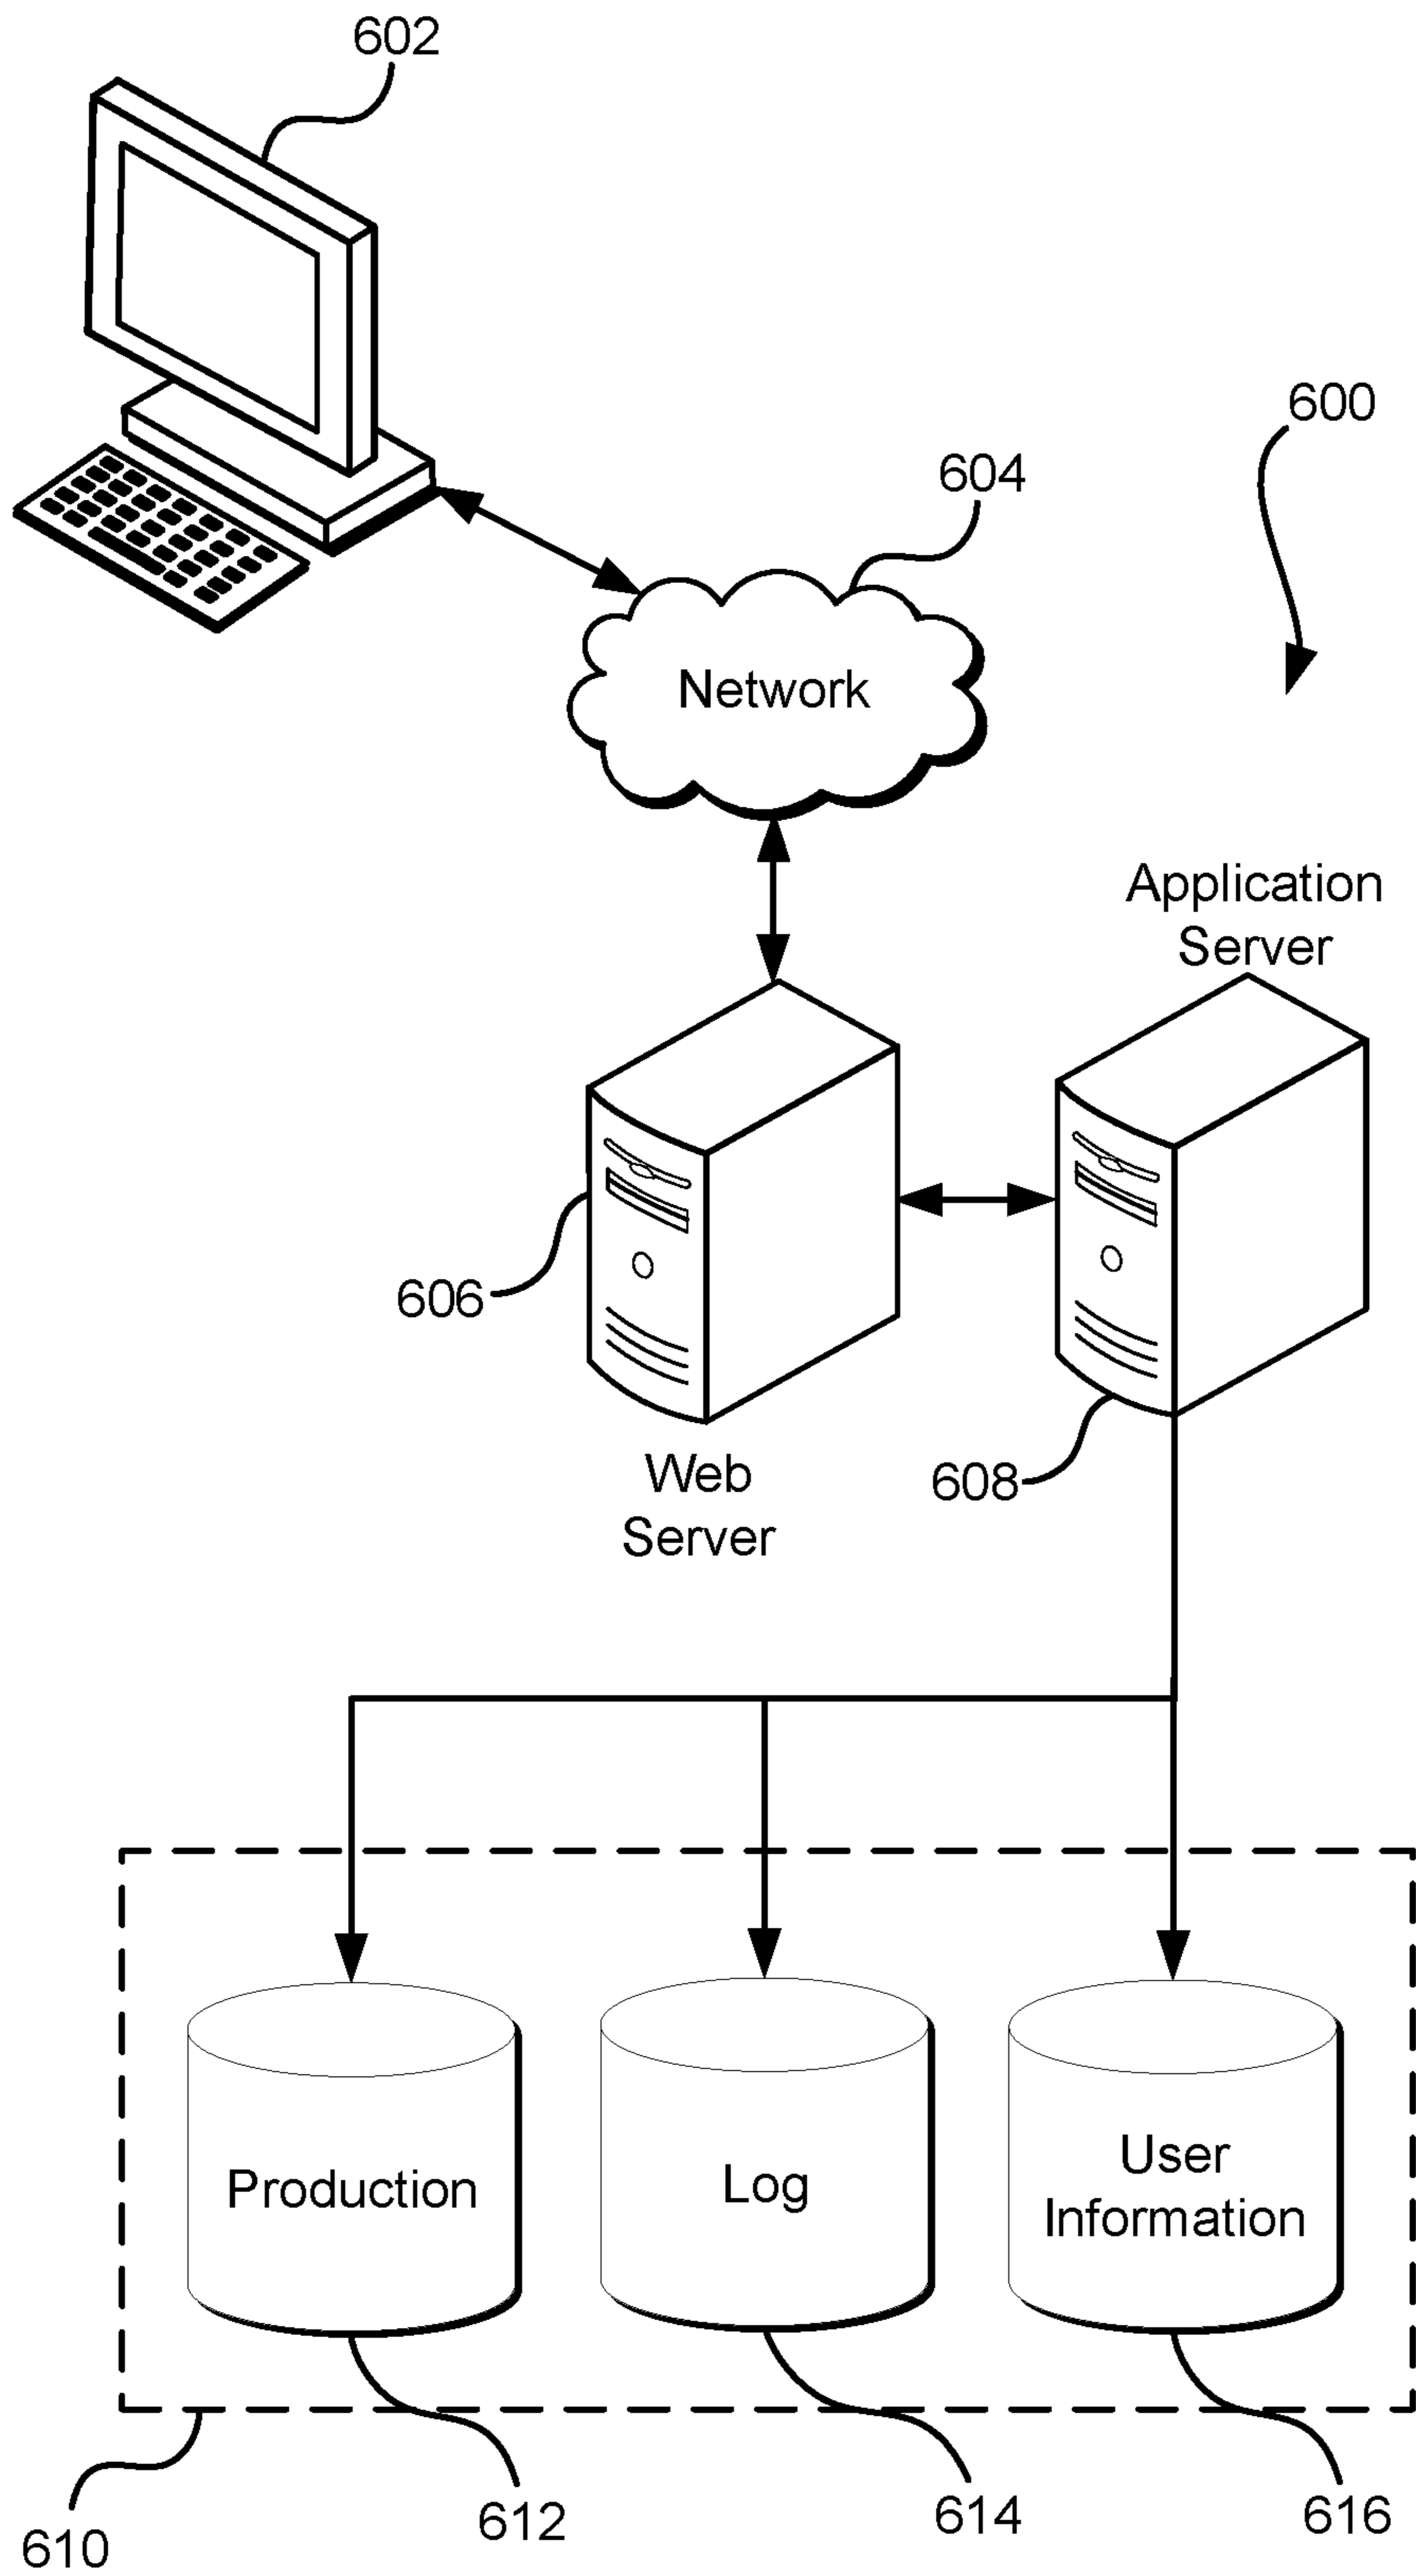 602
600
604
Network
Application
Server
606
608
Web
Server
Production
Log
User
Information
610
612
614
616